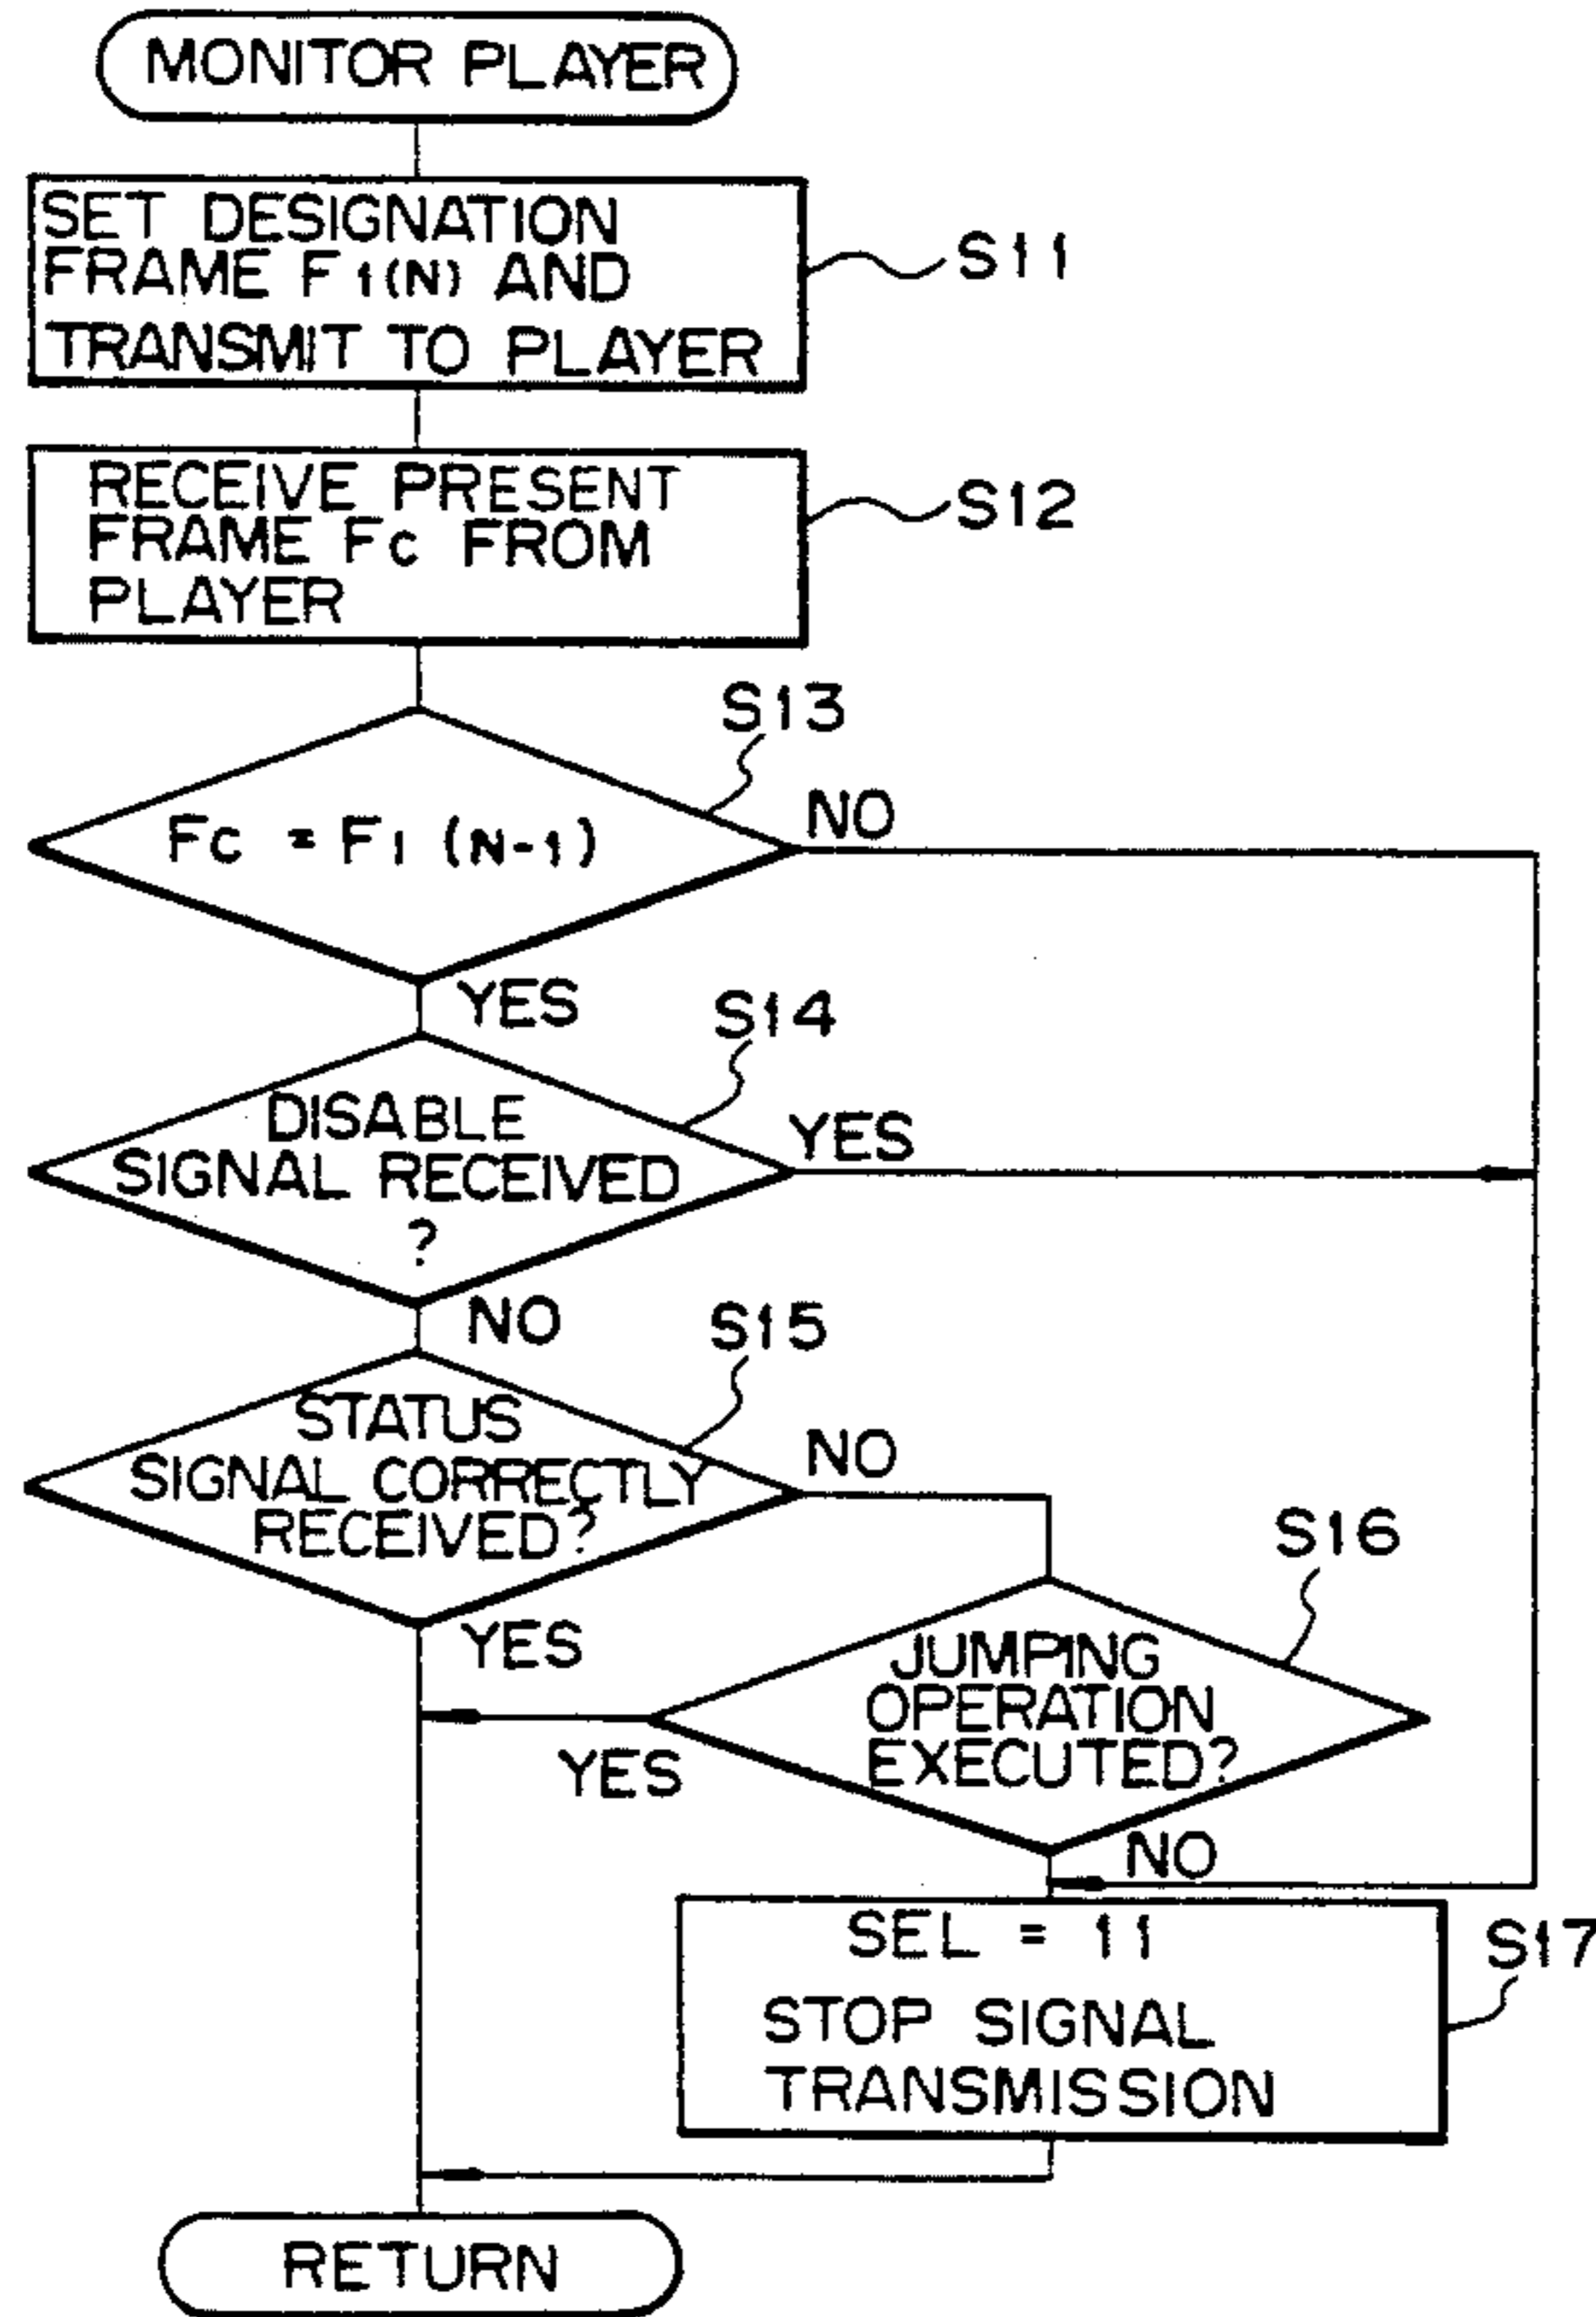 MONITOR PLAYER
SET DESIGNATION
FRAME F1(N) AND
TRANSMIT TO PLAYER
S11
RECEIVE PRESENT
FRAME Fc FROM
PLAYER
S12
S13
Fc = F1 (N-1)
NO
YES
S14
DISABLE
SIGNAL RECEIVED
?
YES
NO
S15
STATUS
SIGNAL CORRECTLY
RECEIVED?
NO
YES
S16
JUMPING
OPERATION
EXECUTED?
YES
NO
SEL = 11
STOP SIGNAL
TRANSMISSION
S17
RETURN